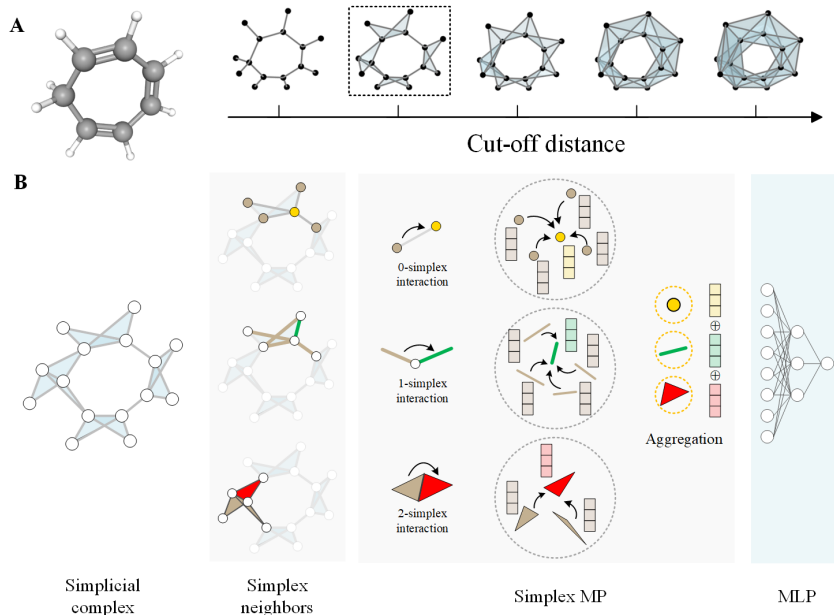 A
Cut-off distance
B
0-simplex
interaction
1-simplex
interaction
2-simplex
interaction
Aggregation
Simplicial
complex
Simplex
neighbors
Simplex MP
MLP